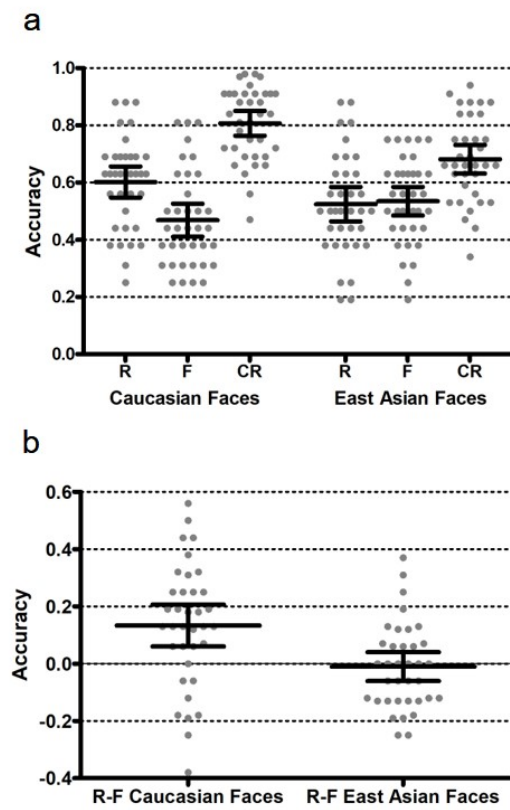 a
1.0
0.8
0.6
0.4
0.2
0.0
Accuracy
R F CR R F CR
Caucasian Faces East Asian Faces
b
0.6
0.4
0.2
0.0
-0.2
-0.4
Accuracy
R-F Caucasian Faces R-F East Asian Faces